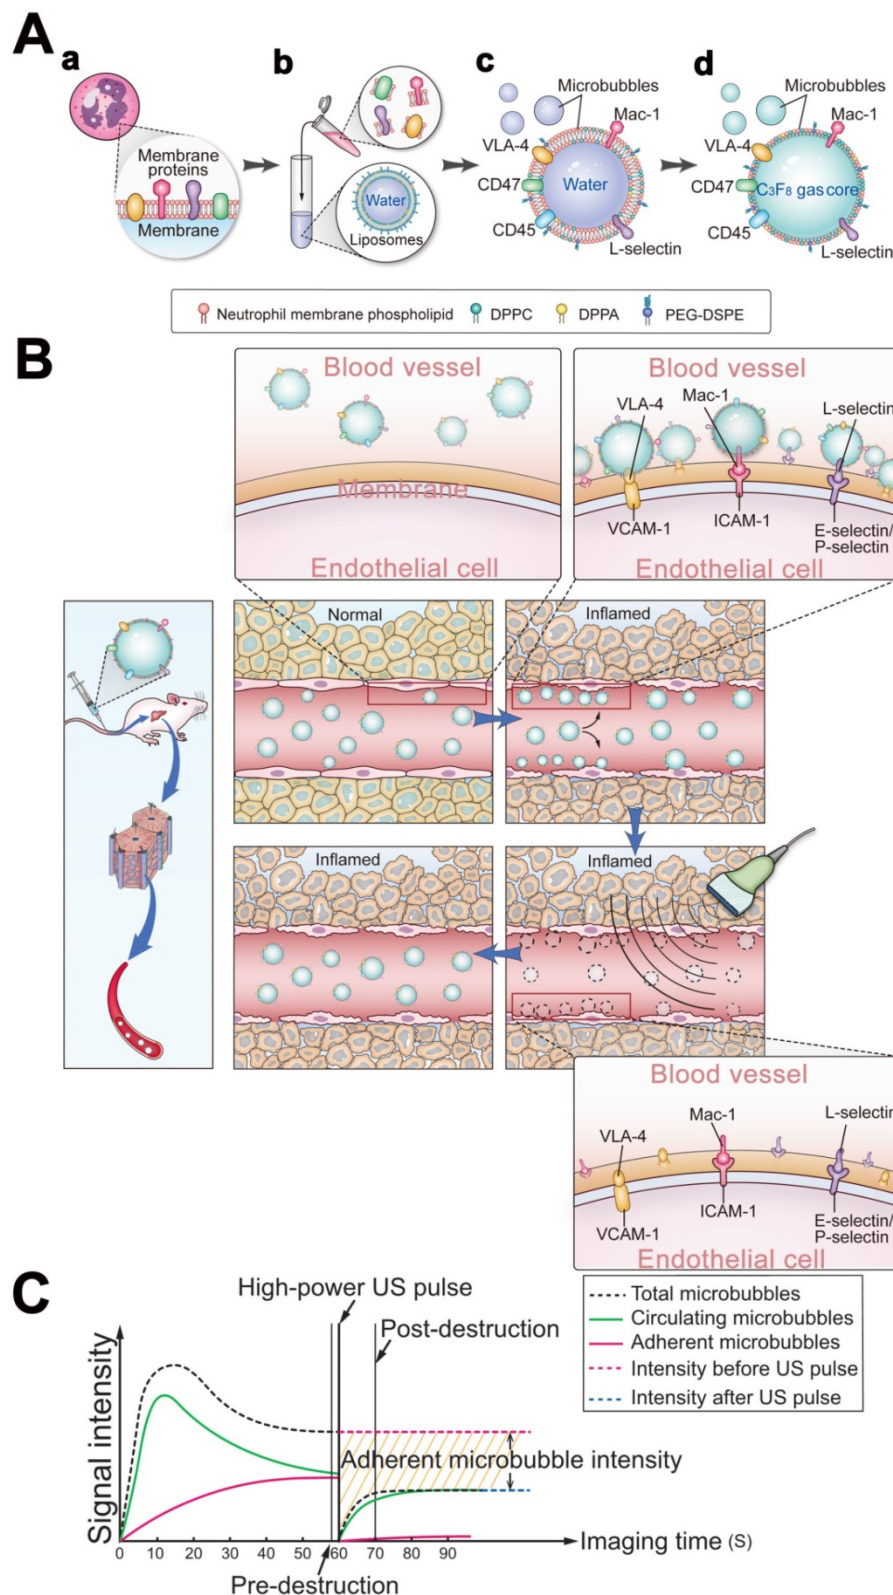 A
a
b
c
d
Membrane
proteins
Membrane
Water
Liposomes
Microbubbles
Mac-1
VLA-4
CD47
Water
CD45
L-selectin
Microbubbles
Mac-1
VLA-4
CD47
C3F8 gas core
CD45
L-selectin
Neutrophil membrane phospholipid
DPPC
DPPA
PEG-DSPE
B
Blood vessel
Membrane
Endothelial cell
Blood vessel
VLA-4
Mac-1
L-selectin
VCAM-1
ICAM-1
E-selectin/
P-selectin
Endothelial cell
Normal
Inflamed
Inflamed
Inflamed
Blood vessel
Mac-1
L-selectin
VLA-4
VCAM-1
ICAM-1
E-selectin/
P-selectin
Endothelial cell
C
High-power US pulse
Post-destruction
Total microbubbles
Circulating microbubbles
Adherent microbubbles
Intensity before US pulse
Intensity after US pulse
Signal intensity
Adherent microbubble intensity
0 10 20 30 40 50 60 70 80 90
Imaging time (S)
Pre-destruction